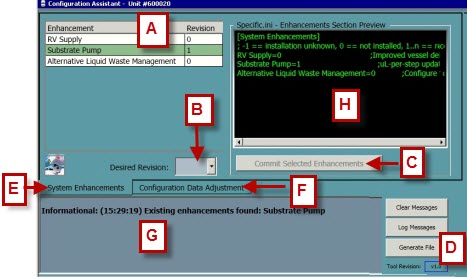 Configuration Assistant - Unit #600020
Enhancement Revision
RV Supply 0
Substrate Pump 1
Alternative Liquid Waste Management 0
A
Specific.ini - Enhancements Section Preview
[System Enhancements]
; -1 == Installation unknown, 0 == not installed, 1..n ==
RV Supply=0 ;Improved vessel
Substrate Pump=1 ;uL-per-step
Alternative Liquid Waste Management=0 ;Configure
H
B
Desired Revision:
Commit Selected Enhancements
C
E
System Enhancements
Configuration Data Adjustment
F
Informational: (15:29:19) Existing enhancements found: Substrate Pump
G
Clear Messages
Log Messages
Generate File
D
Tool Revision: